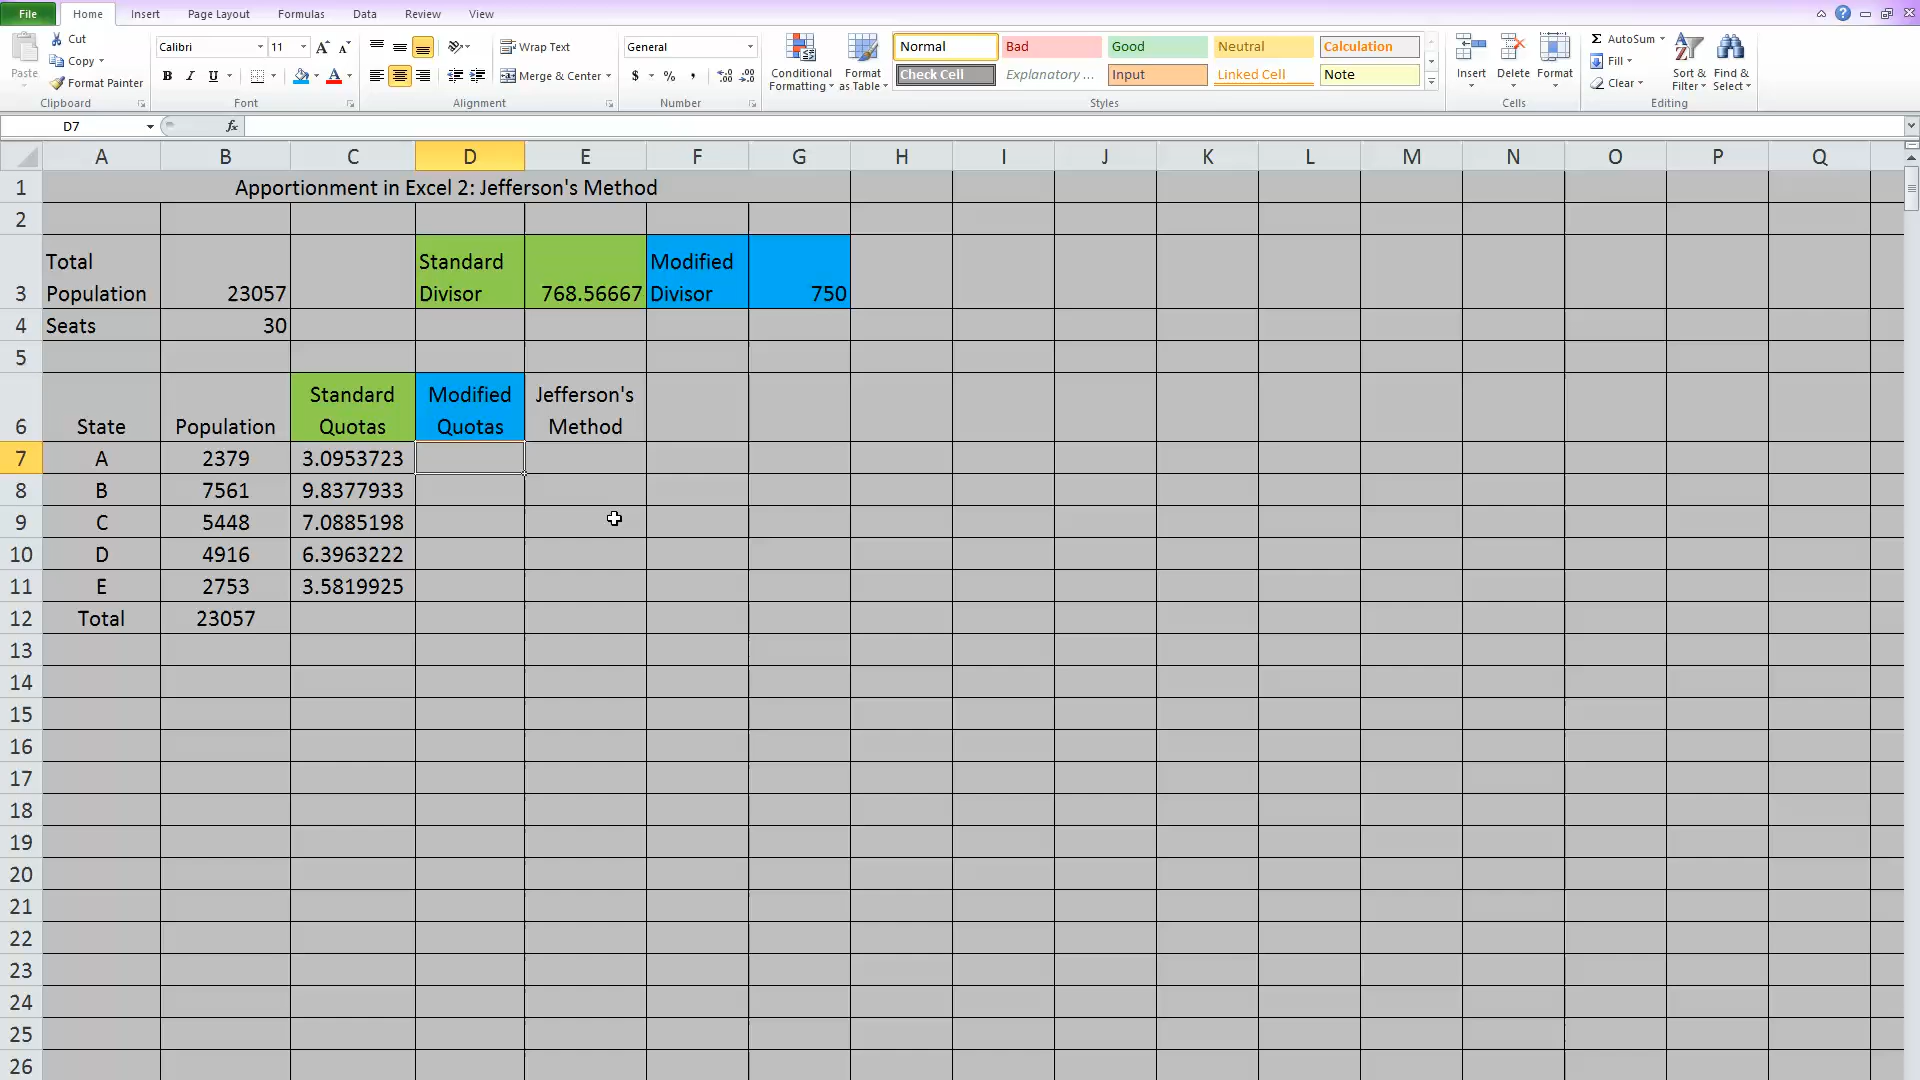 File Home Insert Page Layout Formulas Data Review View
Paste Cut Copy Format Painter Clipboard
Calibri 11 A A B I U A Font
Wrap Text Merge & Center Alignment
General $ % , Number
Conditional Formatting Format as Table
Normal Bad Good Neutral Calculation
Check Cell Explanatory ... Input Linked Cell Note
Styles
Insert Delete Format Cells
AutoSum Fill Clear Sort & Filter Find & Select Editing
D7 fx
A B C D E F G H I J K L M N O P Q
1 Apportionment in Excel 2: Jefferson's Method
2
3 Total Population 23057 Standard Divisor 768.56667 Modified Divisor 750
4 Seats 30
5
6 State Population Standard Quotas Modified Quotas Jefferson's Method
7 A 2379 3.0953723
8 B 7561 9.8377933
9 C 5448 7.0885198
10 D 4916 6.3963222
11 E 2753 3.5819925
12 Total 23057
13
14
15
16
17
18
19
20
21
22
23
24
25
26